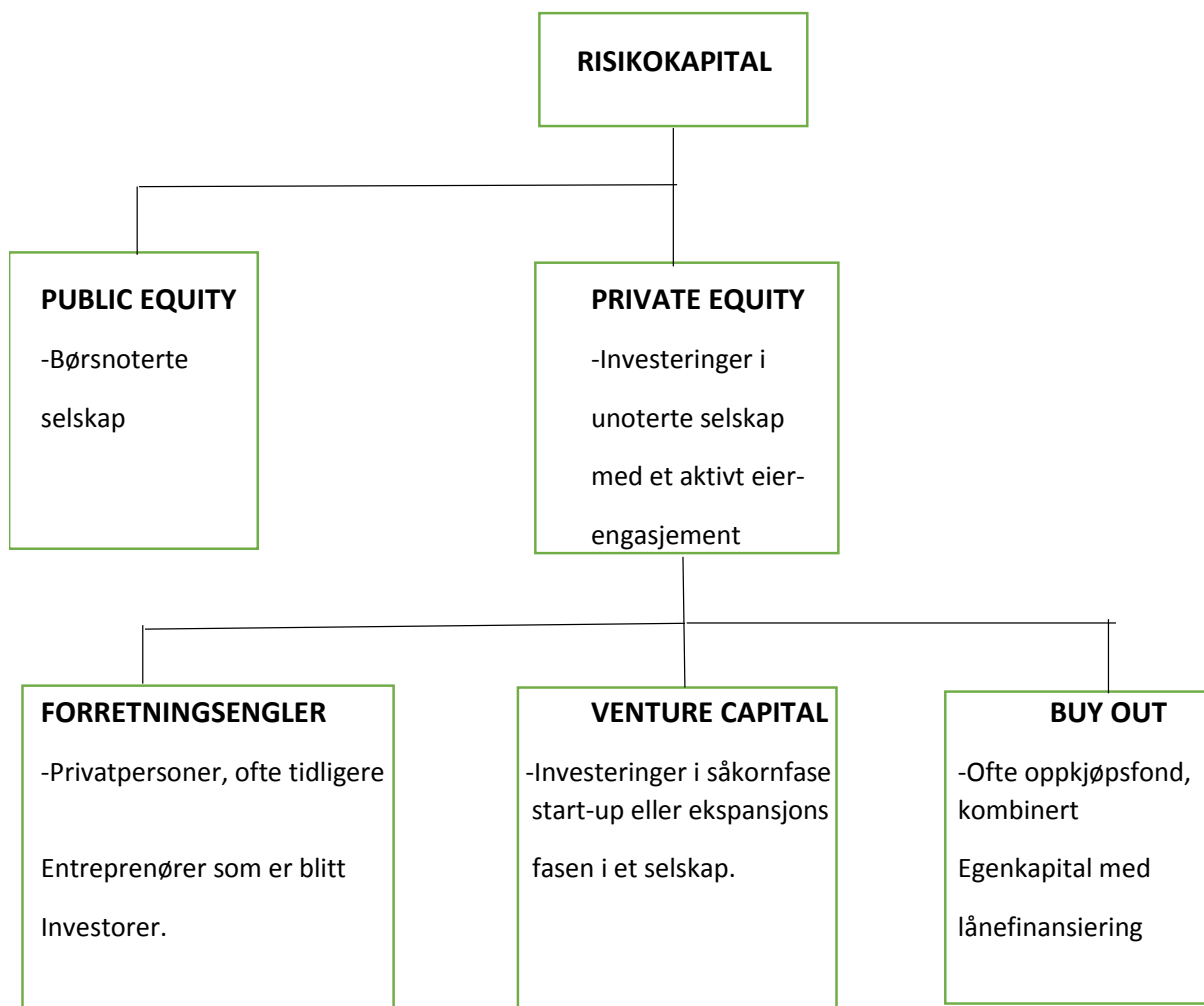 RISIKOKAPITAL
PUBLIC EQUITY
-Børsnoterte
selskap
PRIVATE EQUITY
-Investeringer i
unoterte selskap
med et aktivt eier-
engasjement
FORRETNINGSENGLER
-Privatpersoner, ofte tidligere
Entreprenører som er blitt
Investorer.
VENTURE CAPITAL
-Investeringer i såkornfase
start-up eller ekspansjons
fasen i et selskap.
BUY OUT
-Ofte oppkjøpsfond,
kombinert
Egenkapital med
lånefinansiering